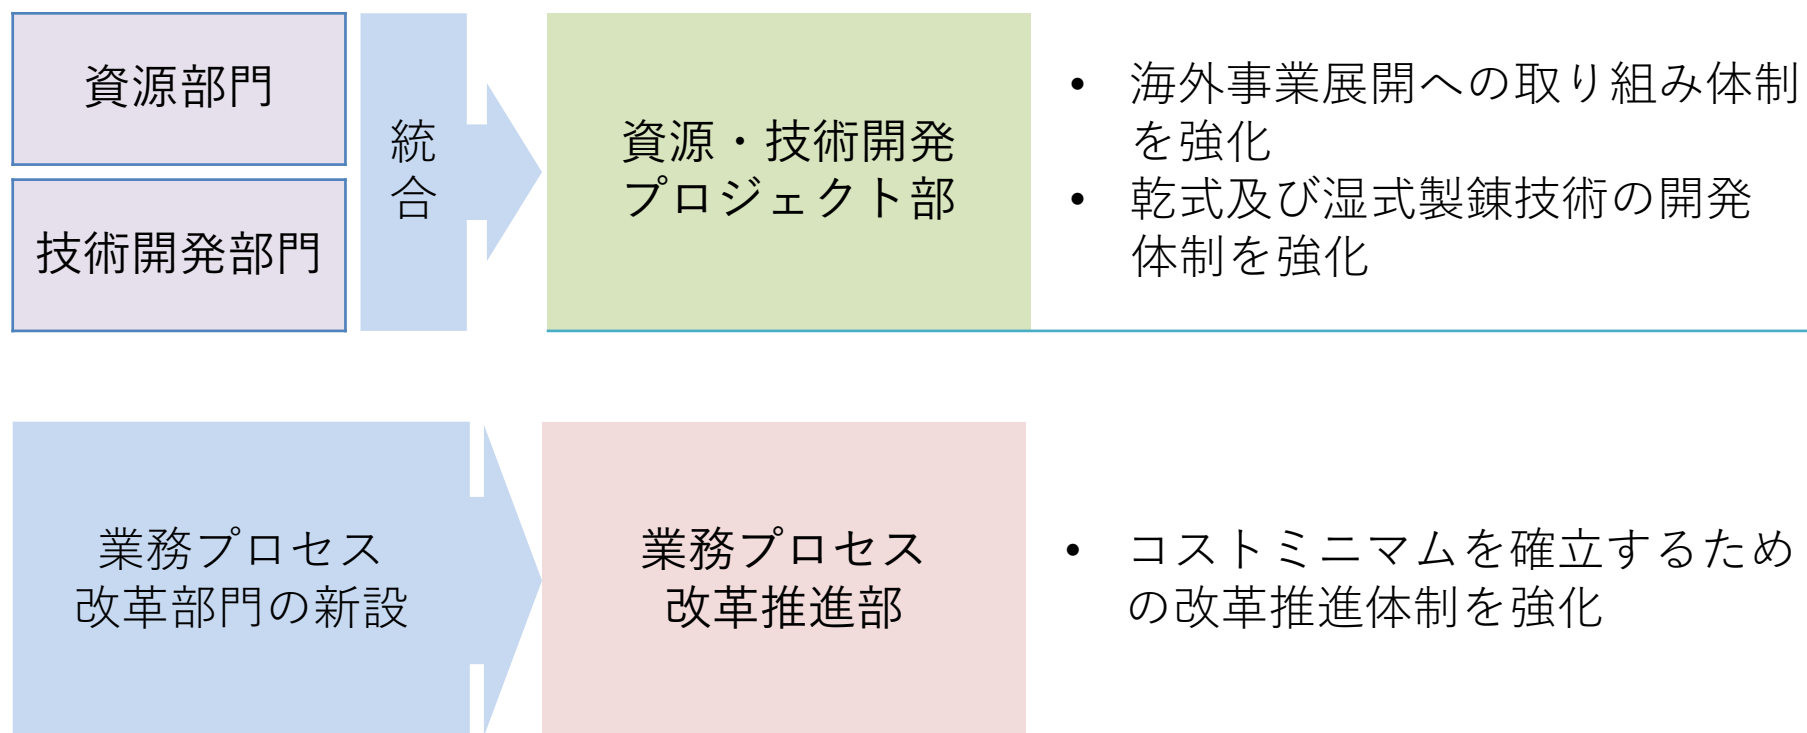 資源部門
技術開発部門
統
合
資源・技術開発
プロジェクト部
• 海外事業展開への取り組み体制
を強化
• 乾式及び湿式製錬技術の開発
体制を強化
業務プロセス
改革部門の新設
業務プロセス
改革推進部
• コストミニマムを確立するため
の改革推進体制を強化